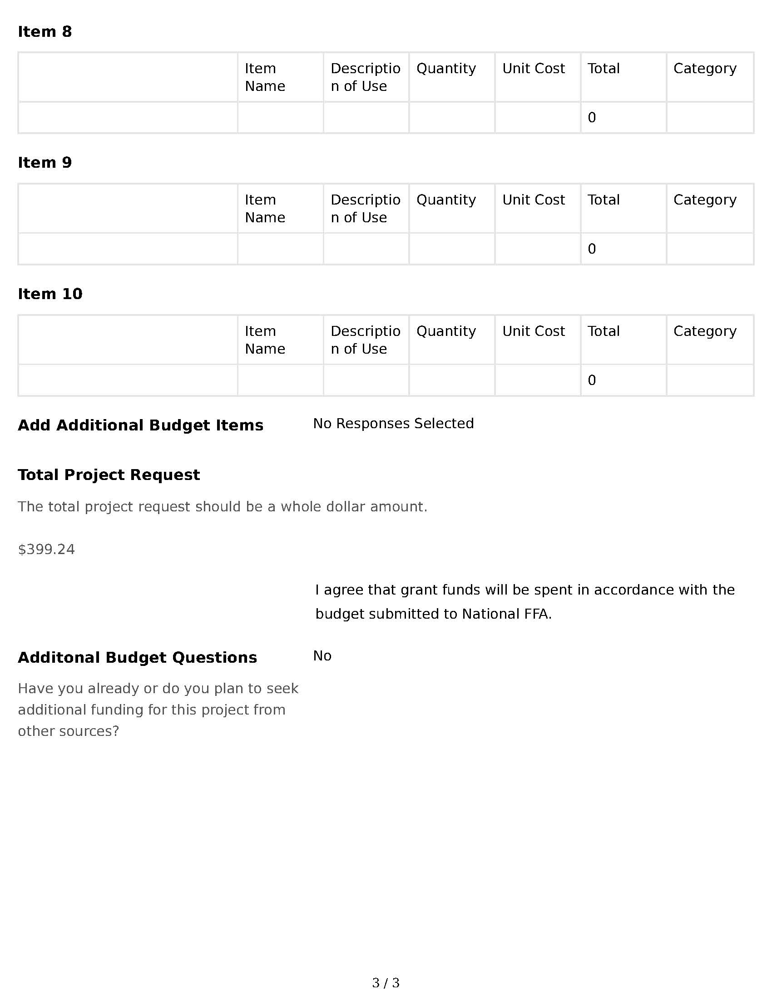 Item 8
Item Name Descriptio n of Use Quantity Unit Cost Total Category
0
Item 9
Item Name Descriptio n of Use Quantity Unit Cost Total Category
0
Item 10
Item Name Descriptio n of Use Quantity Unit Cost Total Category
0
Add Additional Budget Items No Responses Selected
Total Project Request
The total project request should be a whole dollar amount.
$399.24
I agree that grant funds will be spent in accordance with the
budget submitted to National FFA.
Additonal Budget Questions No
Have you already or do you plan to seek
additional funding for this project from
other sources?
3 / 3